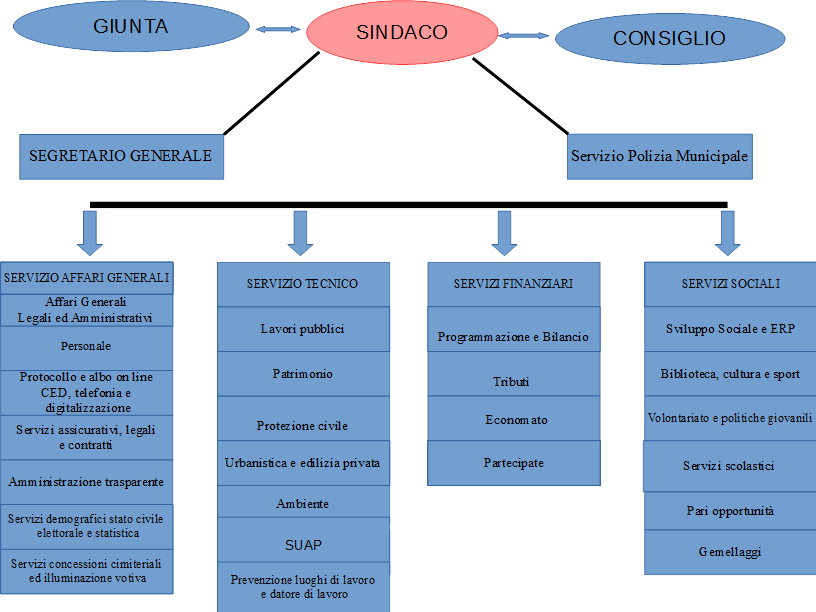 GIUNTA
SINDACO
CONSIGLIO
SEGRETARIO GENERALE
Servizio Polizia Municipale
SERVIZIO AFFARI GENERALI
Affari Generali
Legali ed Amministrativi
Personale
Protocollo e albo on line
CED, telefonia e
digitalizzazione
Servizi assicurativi, legali
e contratti
Amministrazione trasparente
Servizi demografici stato civile
elettorale e statistica
Servizi concessioni cimiteriali
ed illuminazione votiva
SERVIZIO TECNICO
Lavori pubblici
Patrimonio
Protezione civile
Urbanistica e edilizia privata
Ambiente
SUAP
Prevenzione luoghi di lavoro
e datore di lavoro
SERVIZI FINANZIARI
Programmazione e Bilancio
Tributi
Economato
Partecipate
SERVIZI SOCIALI
Sviluppo Sociale e ERP
Biblioteca, cultura e sport
Volontariato e politiche giovanili
Servizi scolastici
Pari opportunità
Gemellaggi